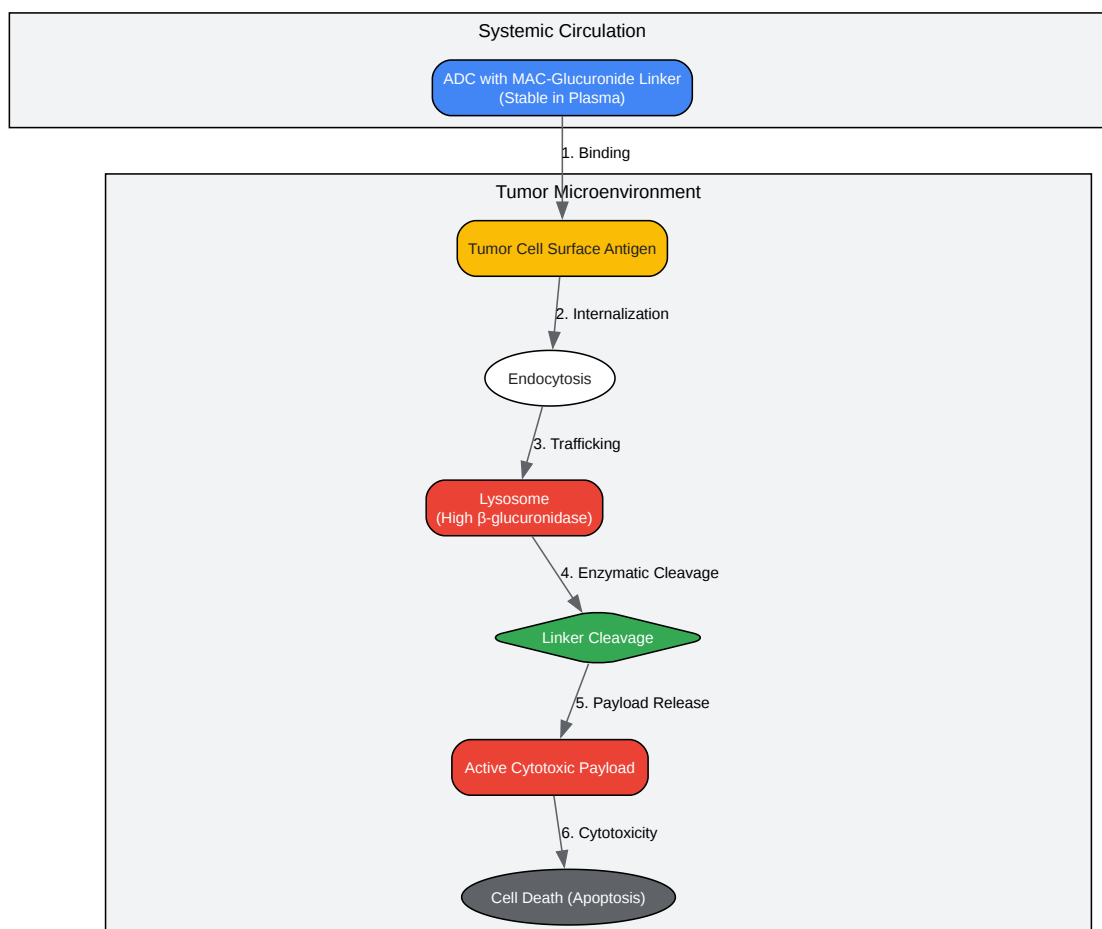 Systemic Circulation
ADC with MAC-Glucuronide Linker
(Stable in Plasma)
1. Binding
Tumor Microenvironment
Tumor Cell Surface Antigen
2. Internalization
Endocytosis
3. Trafficking
Lysosome
(High β-glucuronidase)
4. Enzymatic Cleavage
Linker Cleavage
5. Payload Release
Active Cytotoxic Payload
6. Cytotoxicity
Cell Death (Apoptosis)